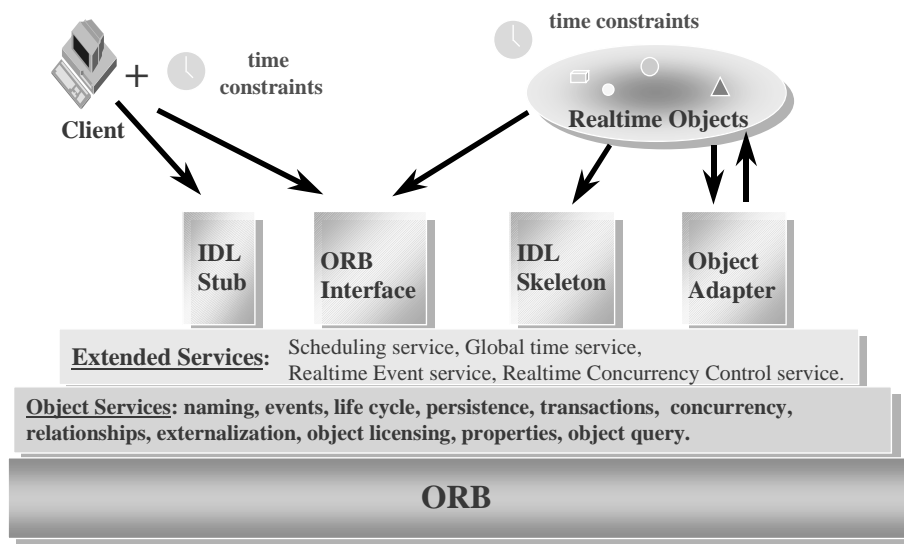 time constraints
+
time
constraints
Client
Realtime Objects
IDL
Stub
ORB
Interface
IDL
Skeleton
Object
Adapter
Extended Services: Scheduling service, Global time service,
Realtime Event service, Realtime Concurrency Control service.
Object Services: naming, events, life cycle, persistence, transactions, concurrency,
relationships, externalization, object licensing, properties, object query.
ORB